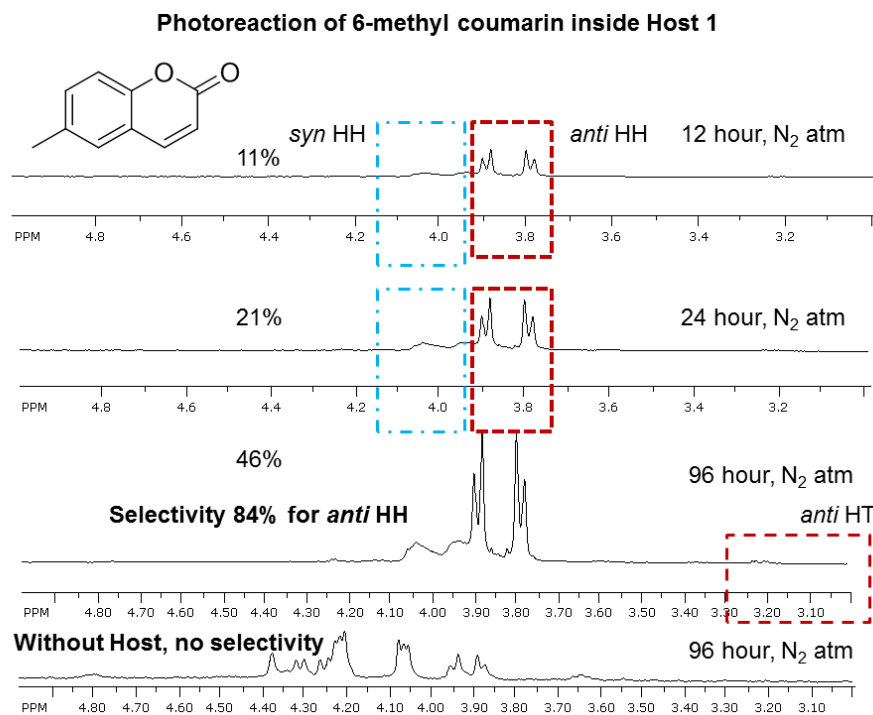 Photoreaction of 6-methyl coumarin inside Host 1
O
O
syn HH
anti HH
12 hour, N₂ atm
11%
PPM 4.8 4.6 4.4 4.2 4.0 3.8 3.6 3.4 3.2
21%
24 hour, N₂ atm
PPM 4.8 4.6 4.4 4.2 4.0 3.8 3.6 3.4 3.2
46%
96 hour, N₂ atm
Selectivity 84% for anti HH
anti HT
PPM 4.80 4.70 4.60 4.50 4.40 4.30 4.20 4.10 4.00 3.90 3.80 3.70 3.60 3.50 3.40 3.30 3.20 3.10
Without Host, no selectivity
96 hour, N₂ atm
PPM 4.80 4.70 4.60 4.50 4.40 4.30 4.20 4.10 4.00 3.90 3.80 3.70 3.60 3.50 3.40 3.30 3.20 3.10